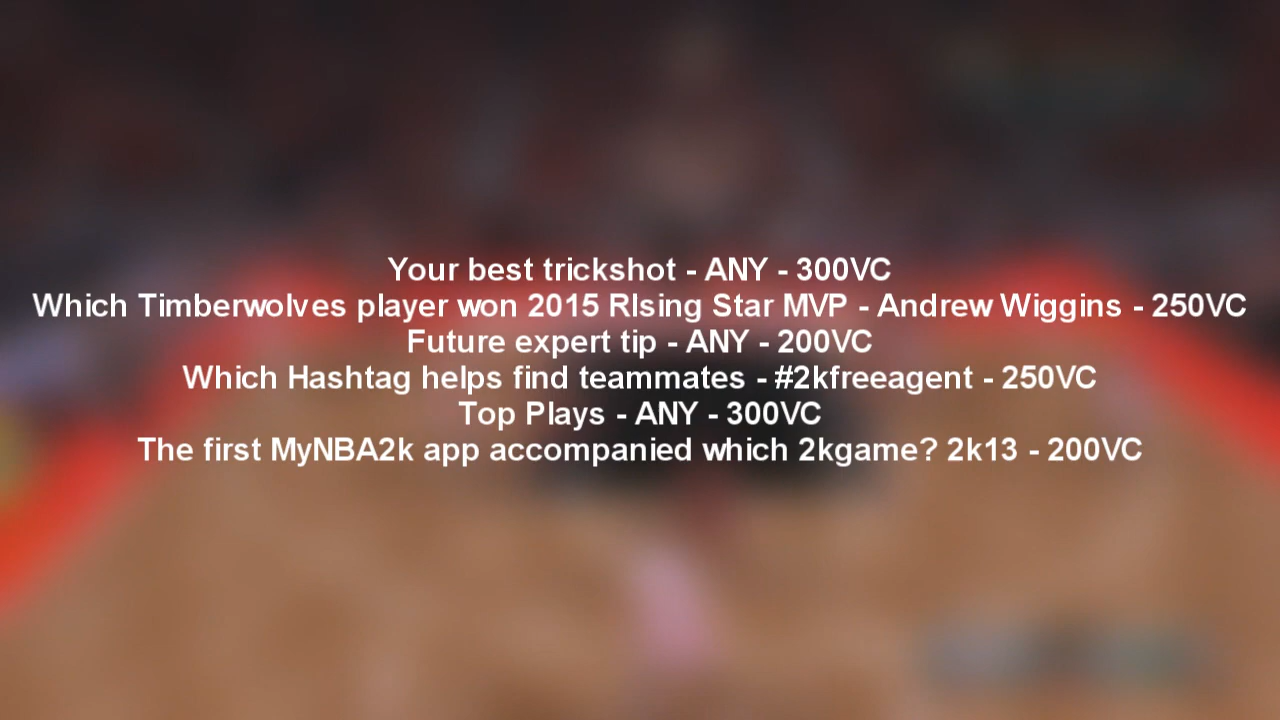 Your best trickshot - ANY - 300VC
Which Timberwolves player won 2015 RIsing Star MVP - Andrew Wiggins - 250VC
Future expert tip - ANY - 200VC
Which Hashtag helps find teammates - #2kfreeagent - 250VC
Top Plays - ANY - 300VC
The first MyNBA2k app accompanied which 2kgame? 2k13 - 200VC